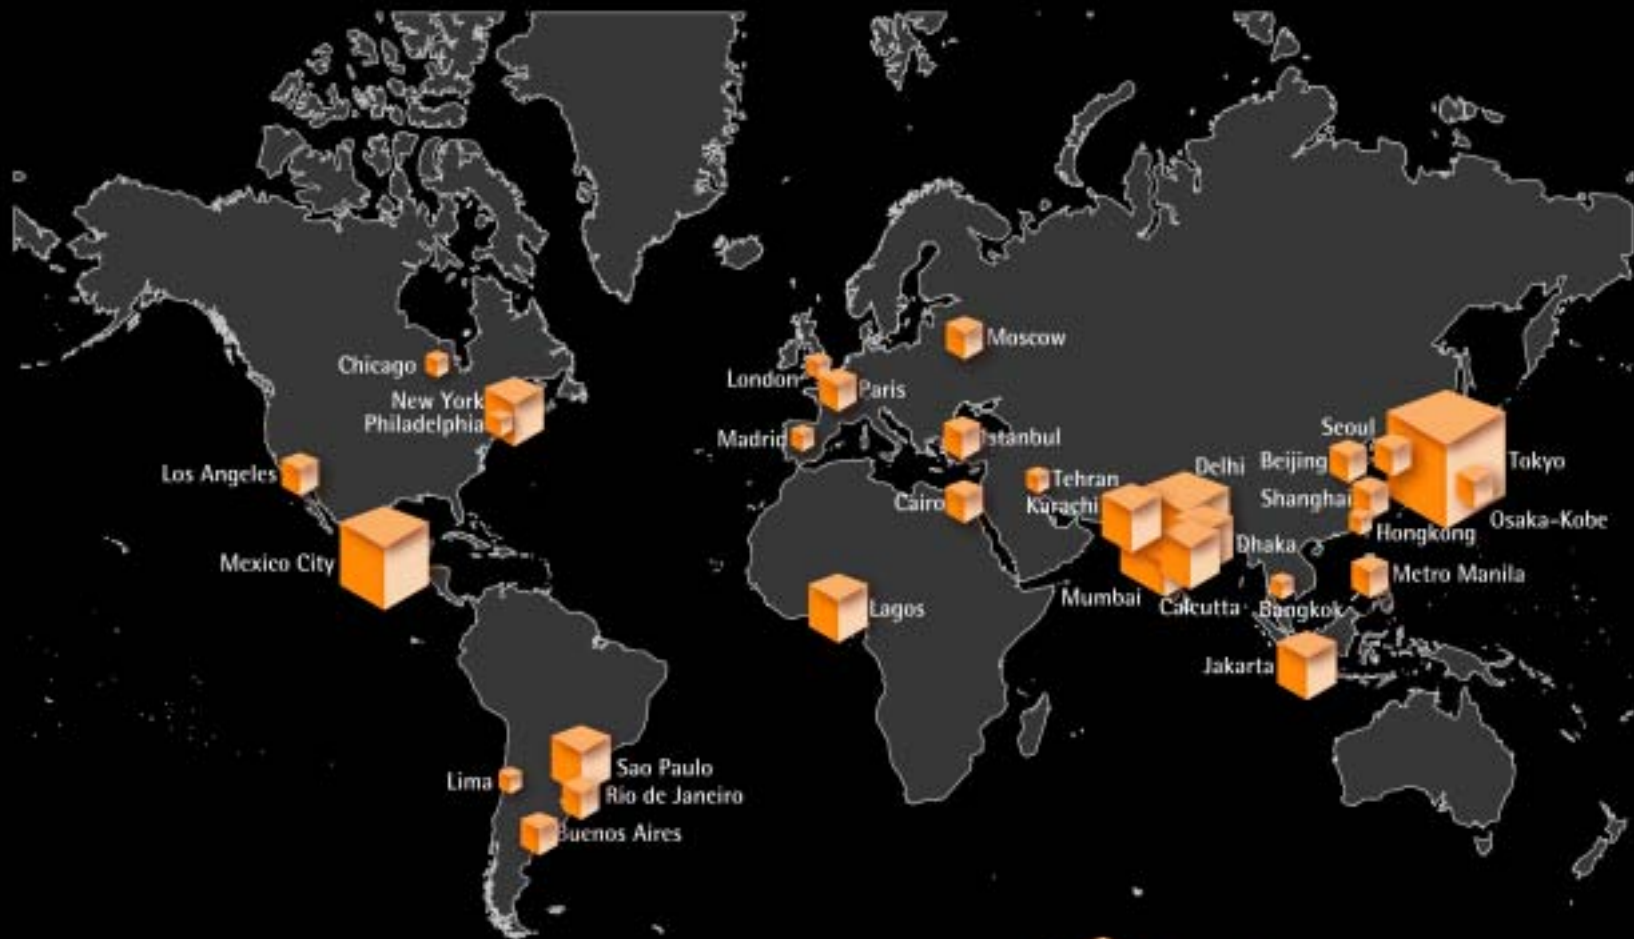 Moscow
Chicago
London
Paris
New York
Philadelphia
Madrid
Istanbul
Seoul
Los Angeles
Delhi
Beijing
Tokyo
Tehran
Cairo
Karachi
Shanghai
Osaka-Kobe
Hongkong
Dhaka
Mexico City
Metro Manila
Mumbai
Calcutta
Bangkok
Lagos
Jakarta
Sao Paulo
Lima
Rio de Janeiro
Buenos Aires